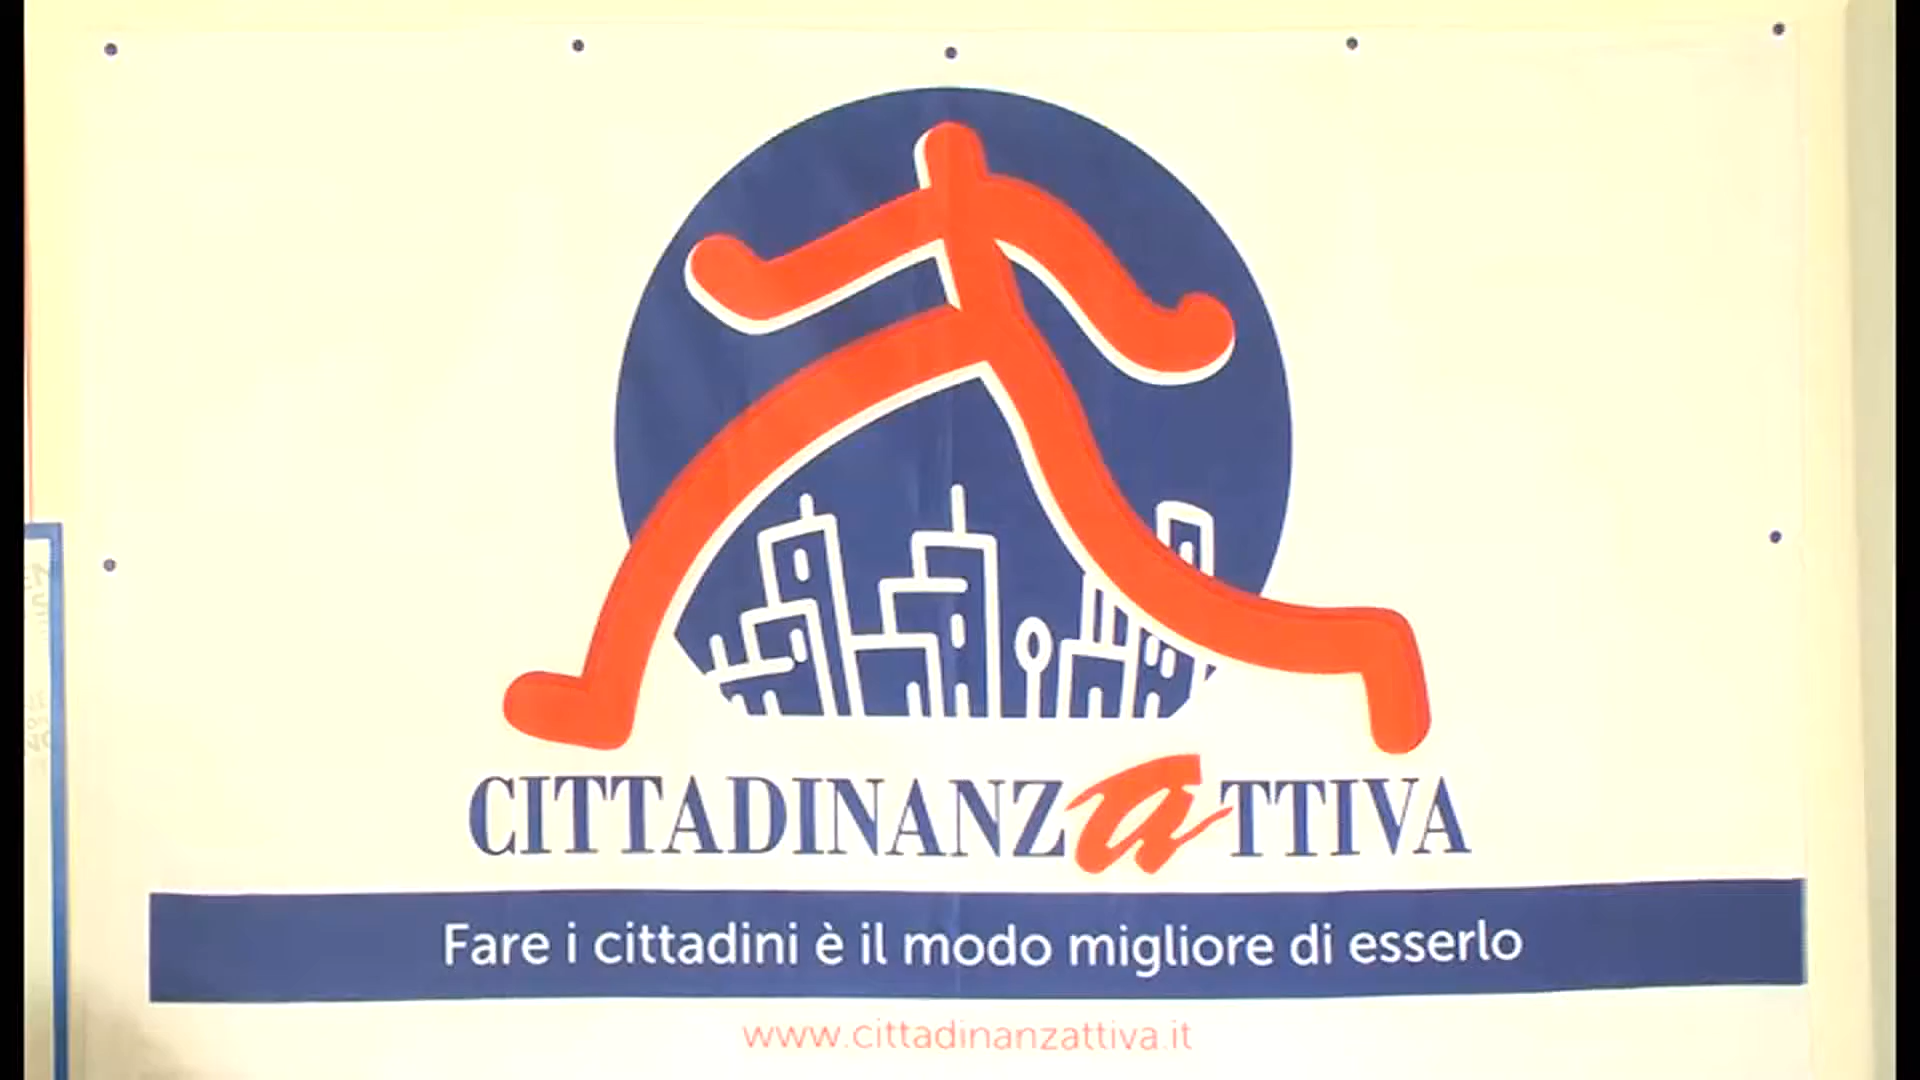 CITTADINANZaTTIVA
Fare i cittadini è il modo migliore di esserlo
www.cittadinanzattiva.it